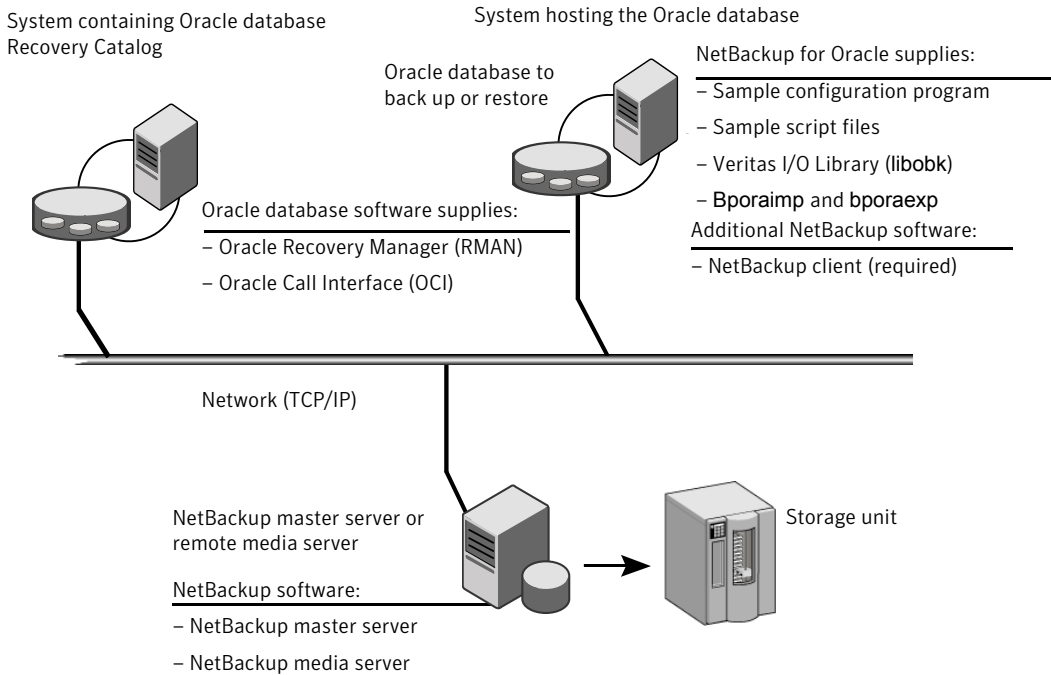 System containing Oracle database
Recovery Catalog
System hosting the Oracle database
Oracle database to
back up or restore
NetBackup for Oracle supplies:
– Sample configuration program
– Sample script files
– Veritas I/O Library (libobk)
– Bporaimp and bporaexp
Additional NetBackup software:
– NetBackup client (required)
Oracle database software supplies:
– Oracle Recovery Manager (RMAN)
– Oracle Call Interface (OCI)
Network (TCP/IP)
NetBackup master server or
remote media server
NetBackup software:
– NetBackup master server
– NetBackup media server
Storage unit